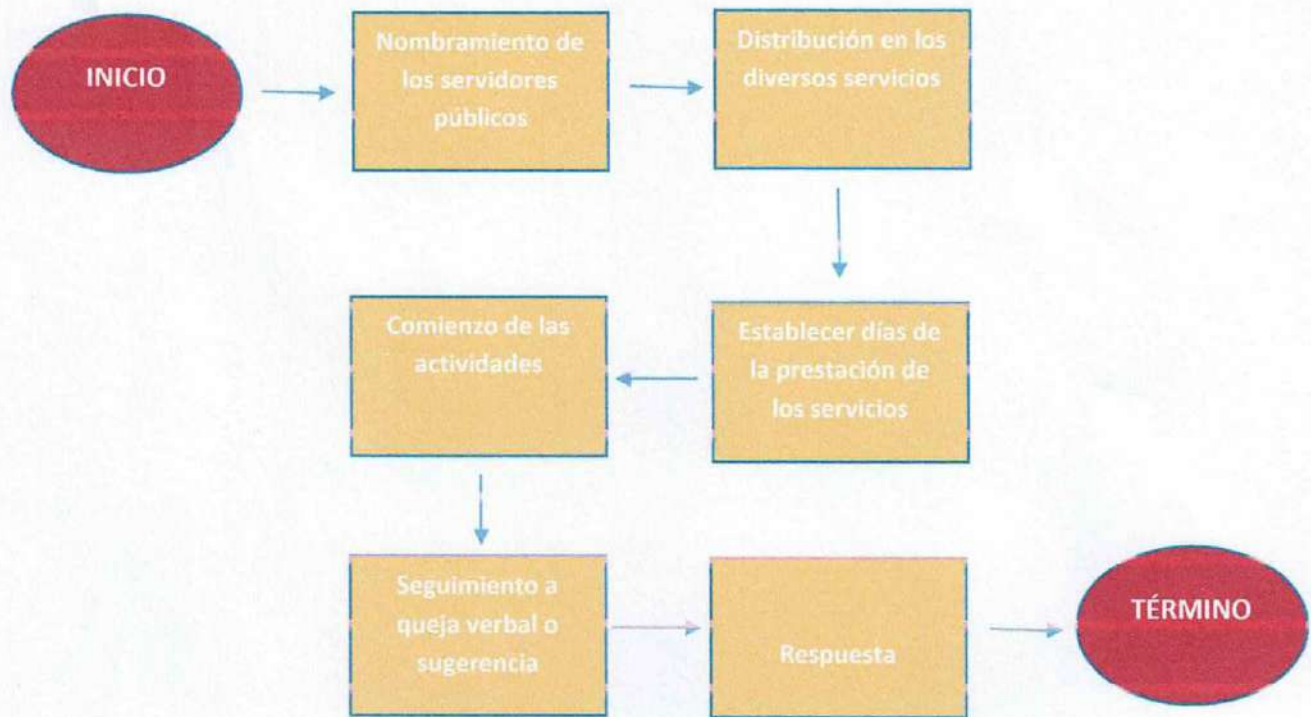 INICIO
Nombramiento de
los servidores
públicos
Distribución en los
diversos servicios
Establecer días de
la prestación de
los servicios
Comienzo de las
actividades
Seguimiento a
queja verbal o
sugerencia
Respuesta
TÉRMINO